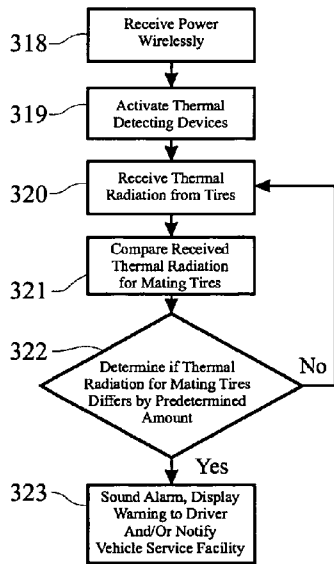 318
Receive Power
Wirelessly
319
Activate Thermal
Detecting Devices
320
Receive Thermal
Radiation from Tires
321
Compare Received
Thermal Radiation
for Mating Tires
322
Determine if Thermal
Radiation for Mating Tires
Differs by Predetermined
Amount
No
Yes
323
Sound Alarm, Display
Warning to Driver
And/Or Notify
Vehicle Service Facility